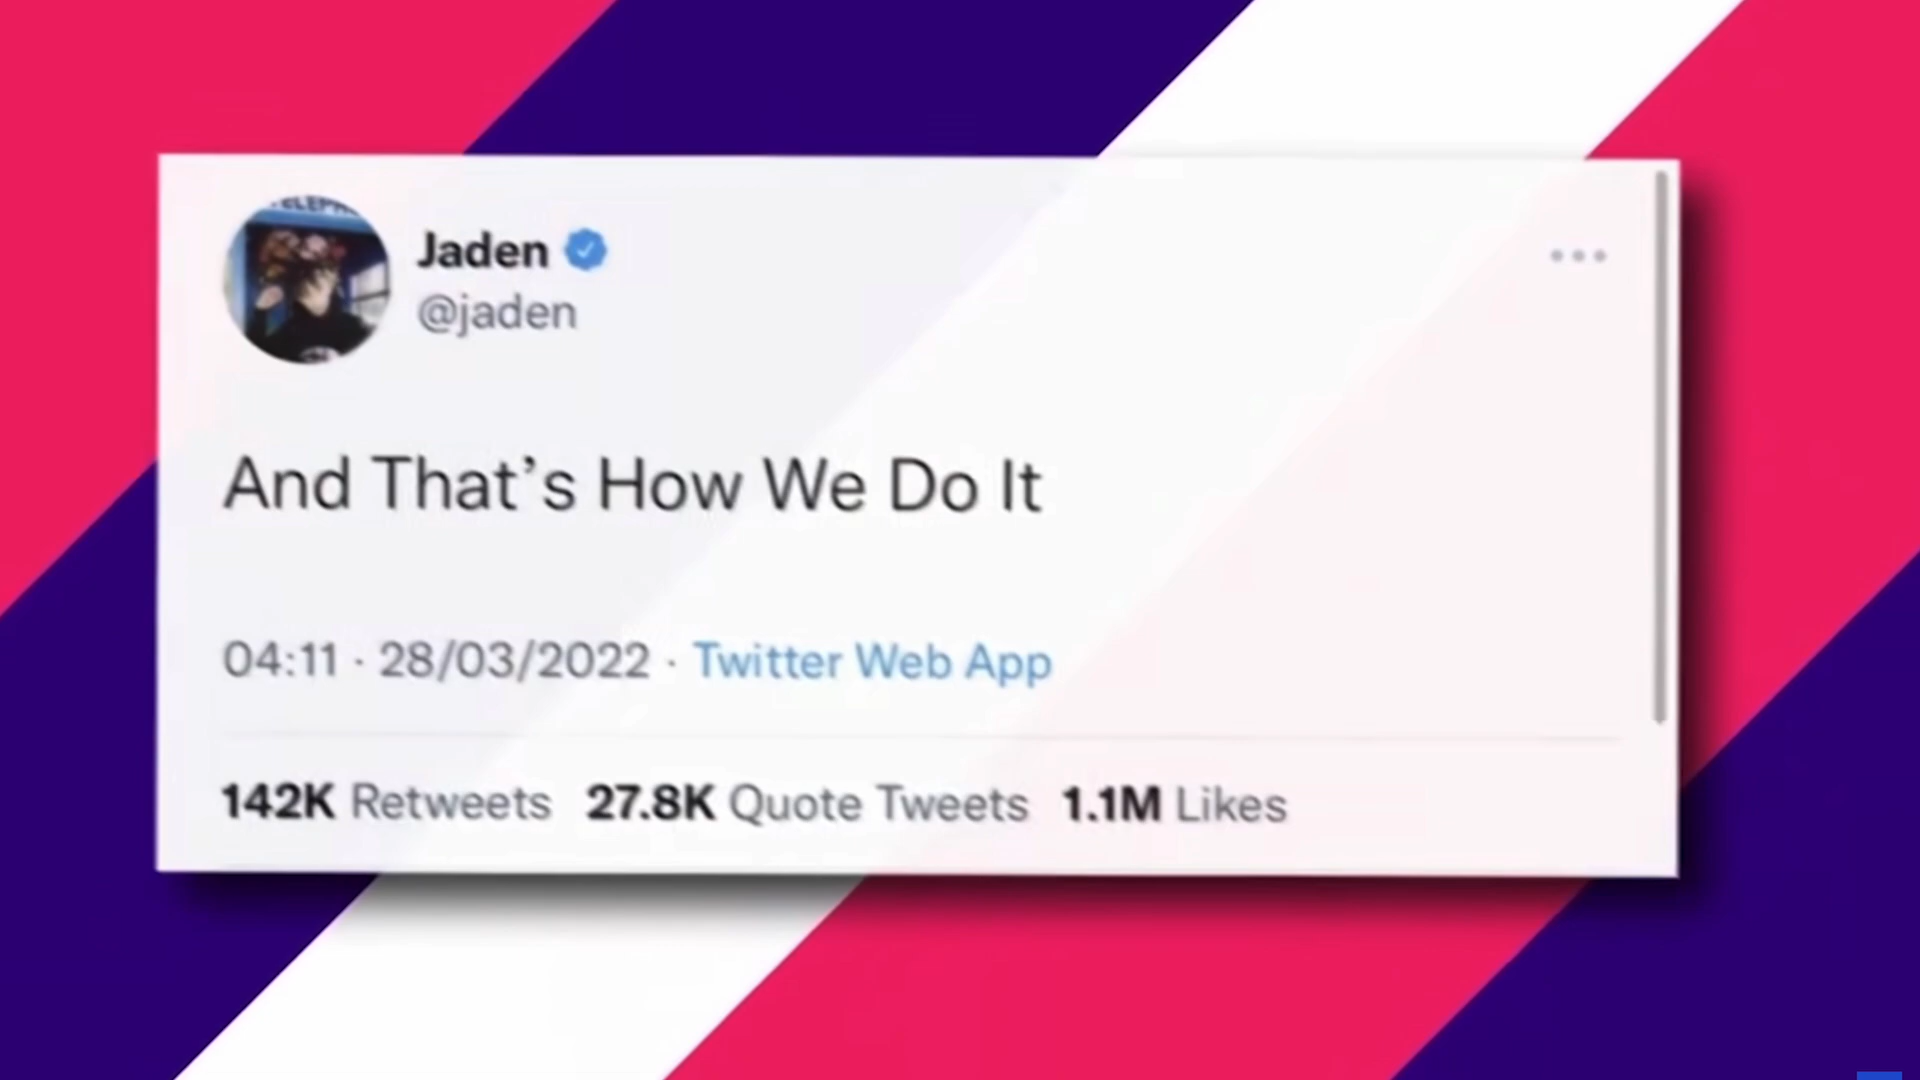 Jaden
@jaden
And That’s How We Do It
04:11 · 28/03/2022 · Twitter Web App
142K Retweets 27.8K Quote Tweets 1.1M Likes